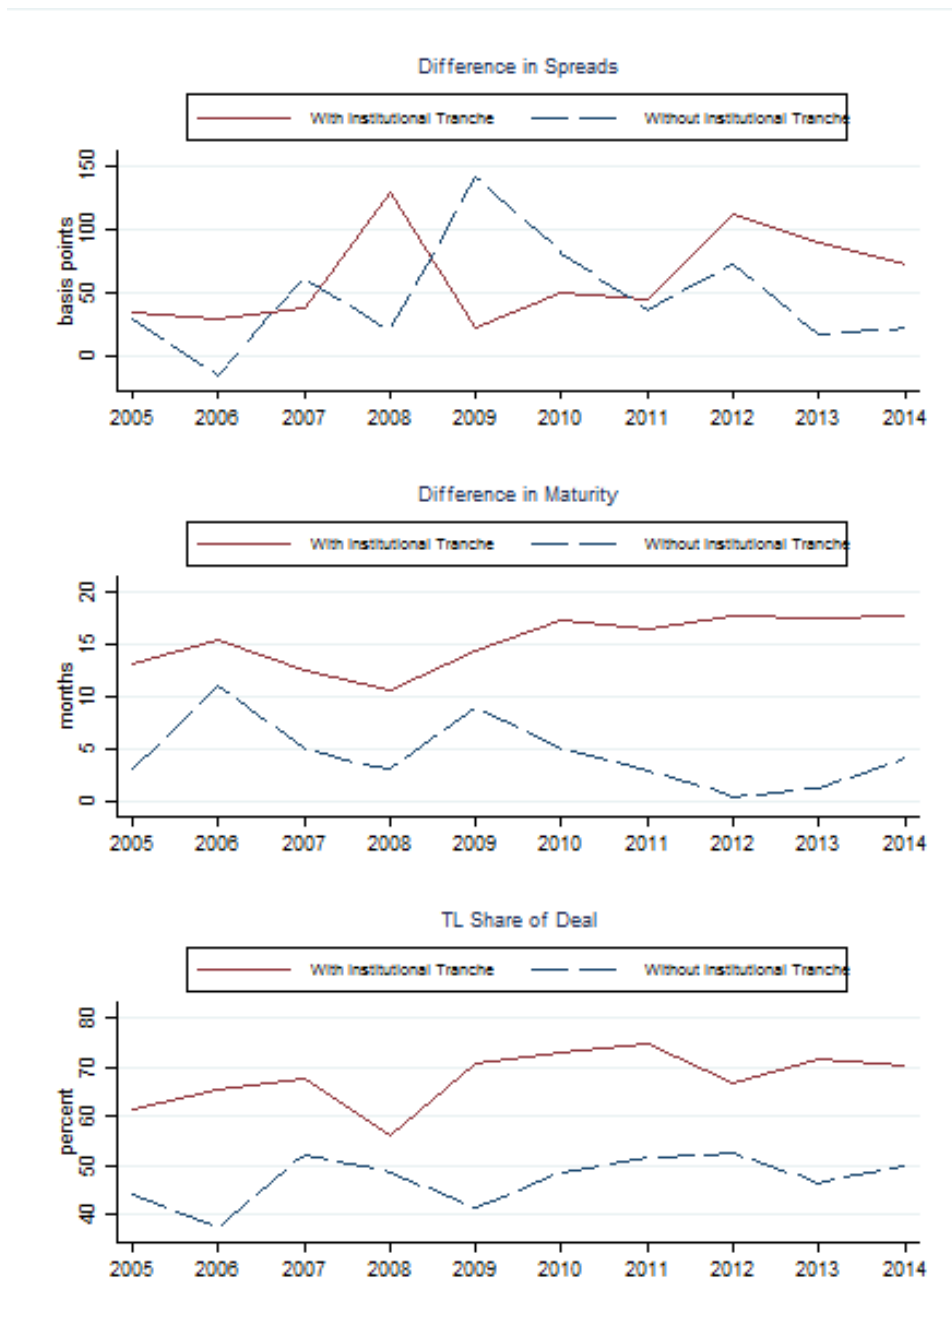 Difference in Spreads
With Institutional Tranche Without Institutional Tranche
basis points
150
100
50
0
2005 2006 2007 2008 2009 2010 2011 2012 2013 2014
Difference in Maturity
With Institutional Tranche Without Institutional Tranche
months
20
15
10
5
0
2005 2006 2007 2008 2009 2010 2011 2012 2013 2014
TL Share of Deal
With Institutional Tranche Without Institutional Tranche
percent
80
70
60
50
40
2005 2006 2007 2008 2009 2010 2011 2012 2013 2014